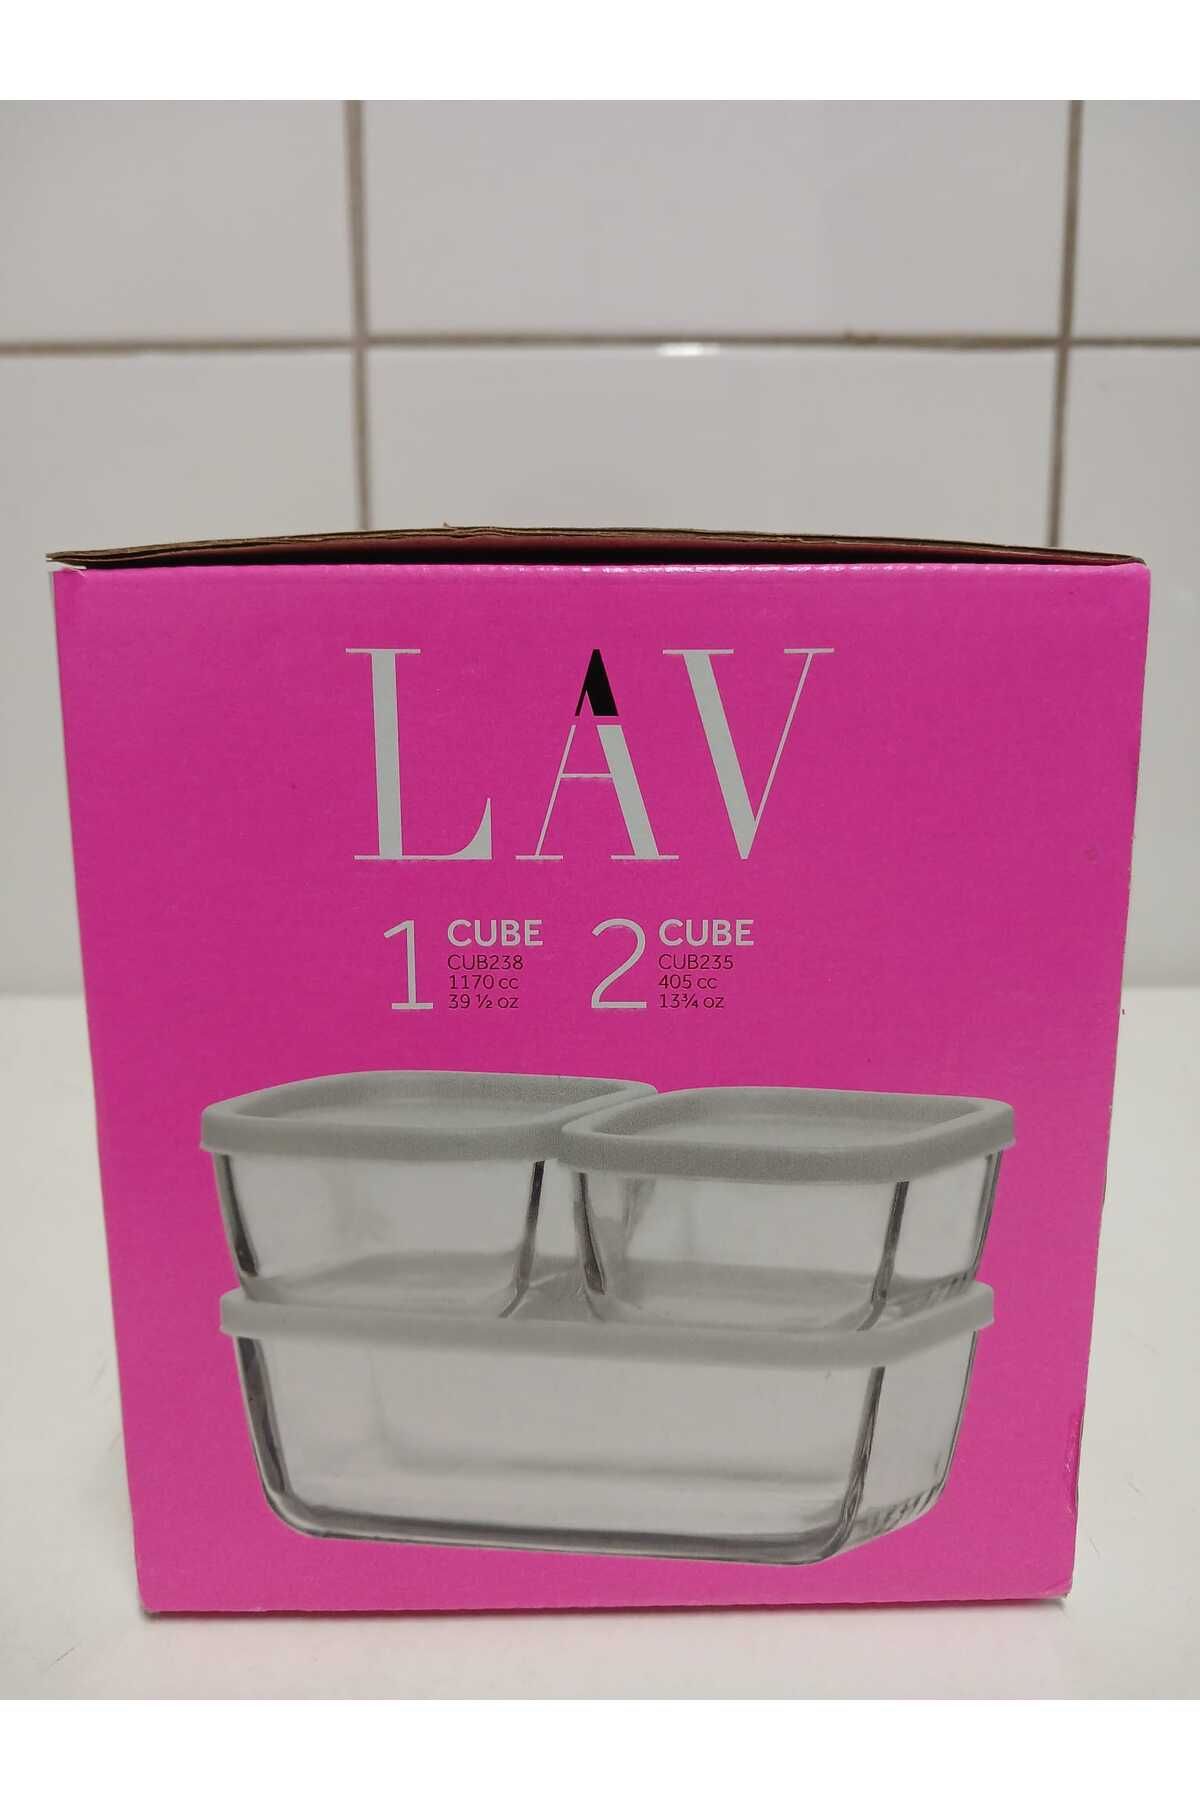 LAV
1 CUBE
CUB238
1170 cc
39 ½ oz
2 CUBE
CUB235
405 cc
13¾ oz